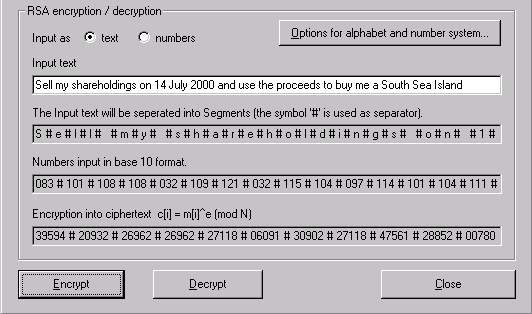 RSA encryption / decryption
Input as text numbers Options for alphabet and number system...
Input text
Sell my shareholdings on 14 July 2000 and use the proceeds to buy me a South Sea Island
The Input text will be seperated into Segments (the symbol '#' is used as separator).
S # e # l # l # # m # y # # s # h # a # r # e # h # o # l # d # i # n # g # s # # o # n # # 1 #
Numbers input in base 10 format.
083 # 101 # 108 # 108 # 032 # 109 # 121 # 032 # 115 # 104 # 097 # 114 # 101 # 104 # 111 #
Encryption into ciphertext c[i] = m[i]^e (mod N)
39594 # 20932 # 26962 # 26962 # 27118 # 06091 # 30902 # 27118 # 47561 # 28852 # 00780
Encrypt Decrypt Close